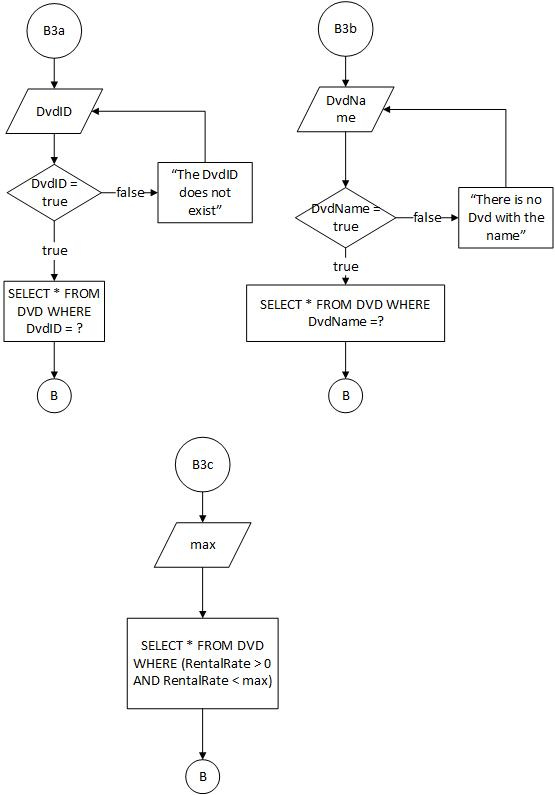 B3a
DvdID
DvdID =
true
false
"The DvdID
does not
exist"
true
SELECT * FROM
DVD WHERE
DvdID = ?
B
B3b
DvdNa
me
DvdName =
true
false
"There is no
Dvd with the
name"
true
SELECT * FROM DVD WHERE
DvdName =?
B
B3c
max
SELECT * FROM DVD
WHERE (RentalRate > 0
AND RentalRate < max)
B